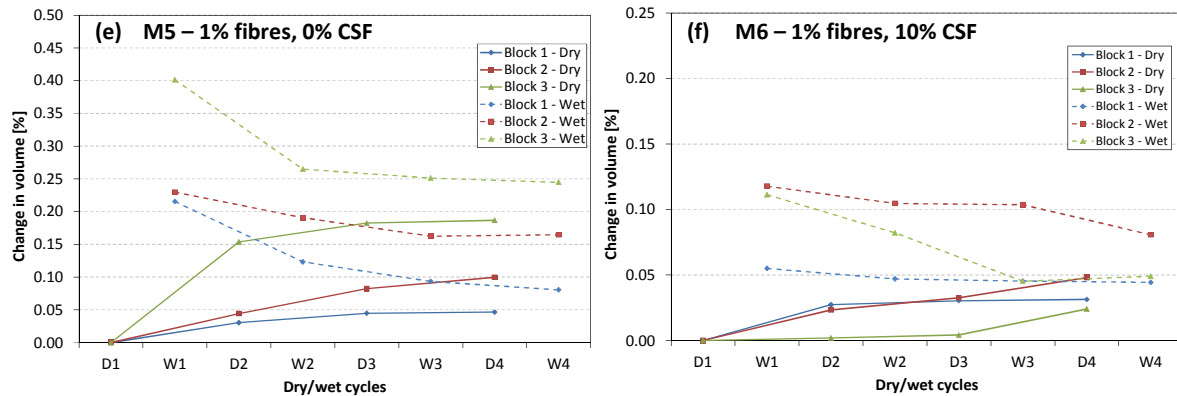 (e) M5 – 1% fibres, 0% CSF
Change in volume [%]
0.50
0.45
0.40
0.35
0.30
0.25
0.20
0.15
0.10
0.05
0.00
Block 1 - Dry
Block 2 - Dry
Block 3 - Dry
Block 1 - Wet
Block 2 - Wet
Block 3 - Wet
D1 W1 D2 W2 D3 W3 D4 W4
Dry/wet cycles
(f) M6 – 1% fibres, 10% CSF
Change in volume [%]
0.25
0.20
0.15
0.10
0.05
0.00
Block 1 - Dry
Block 2 - Dry
Block 3 - Dry
Block 1 - Wet
Block 2 - Wet
Block 3 - Wet
D1 W1 D2 W2 D3 W3 D4 W4
Dry/wet cycles